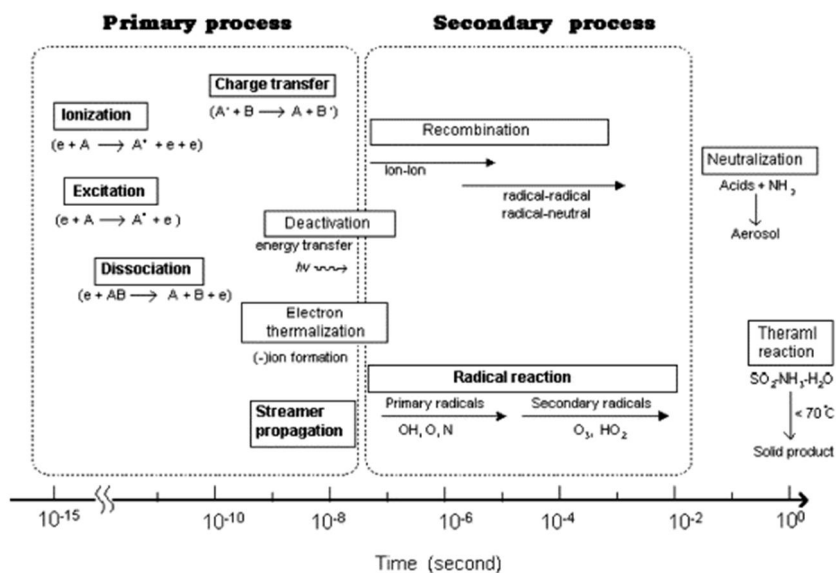 Primary process
Secondary process
Charge transfer
(A⁺ + B ⟶ A + B⁺)
Ionization
(e + A ⟶ A⁺ + e + e)
Excitation
(e + A ⟶ A* + e)
Dissociation
(e + AB ⟶ A + B + e)
Deactivation
energy transfer
hν
Electron
thermalization
(-)ion formation
Streamer
propagation
Recombination
Ion-Ion
radical-radical
radical-neutral
Radical reaction
Primary radicals
OH, O, N
Secondary radicals
O₃, HO₂
Neutralization
Acids + NH₃
Aerosol
Theraml
reaction
SO₂-NH₃-H₂O
< 70°C
Solid product
10⁻¹⁵ 10⁻¹⁰ 10⁻⁸ 10⁻⁶ 10⁻⁴ 10⁻² 10⁰
Time (second)